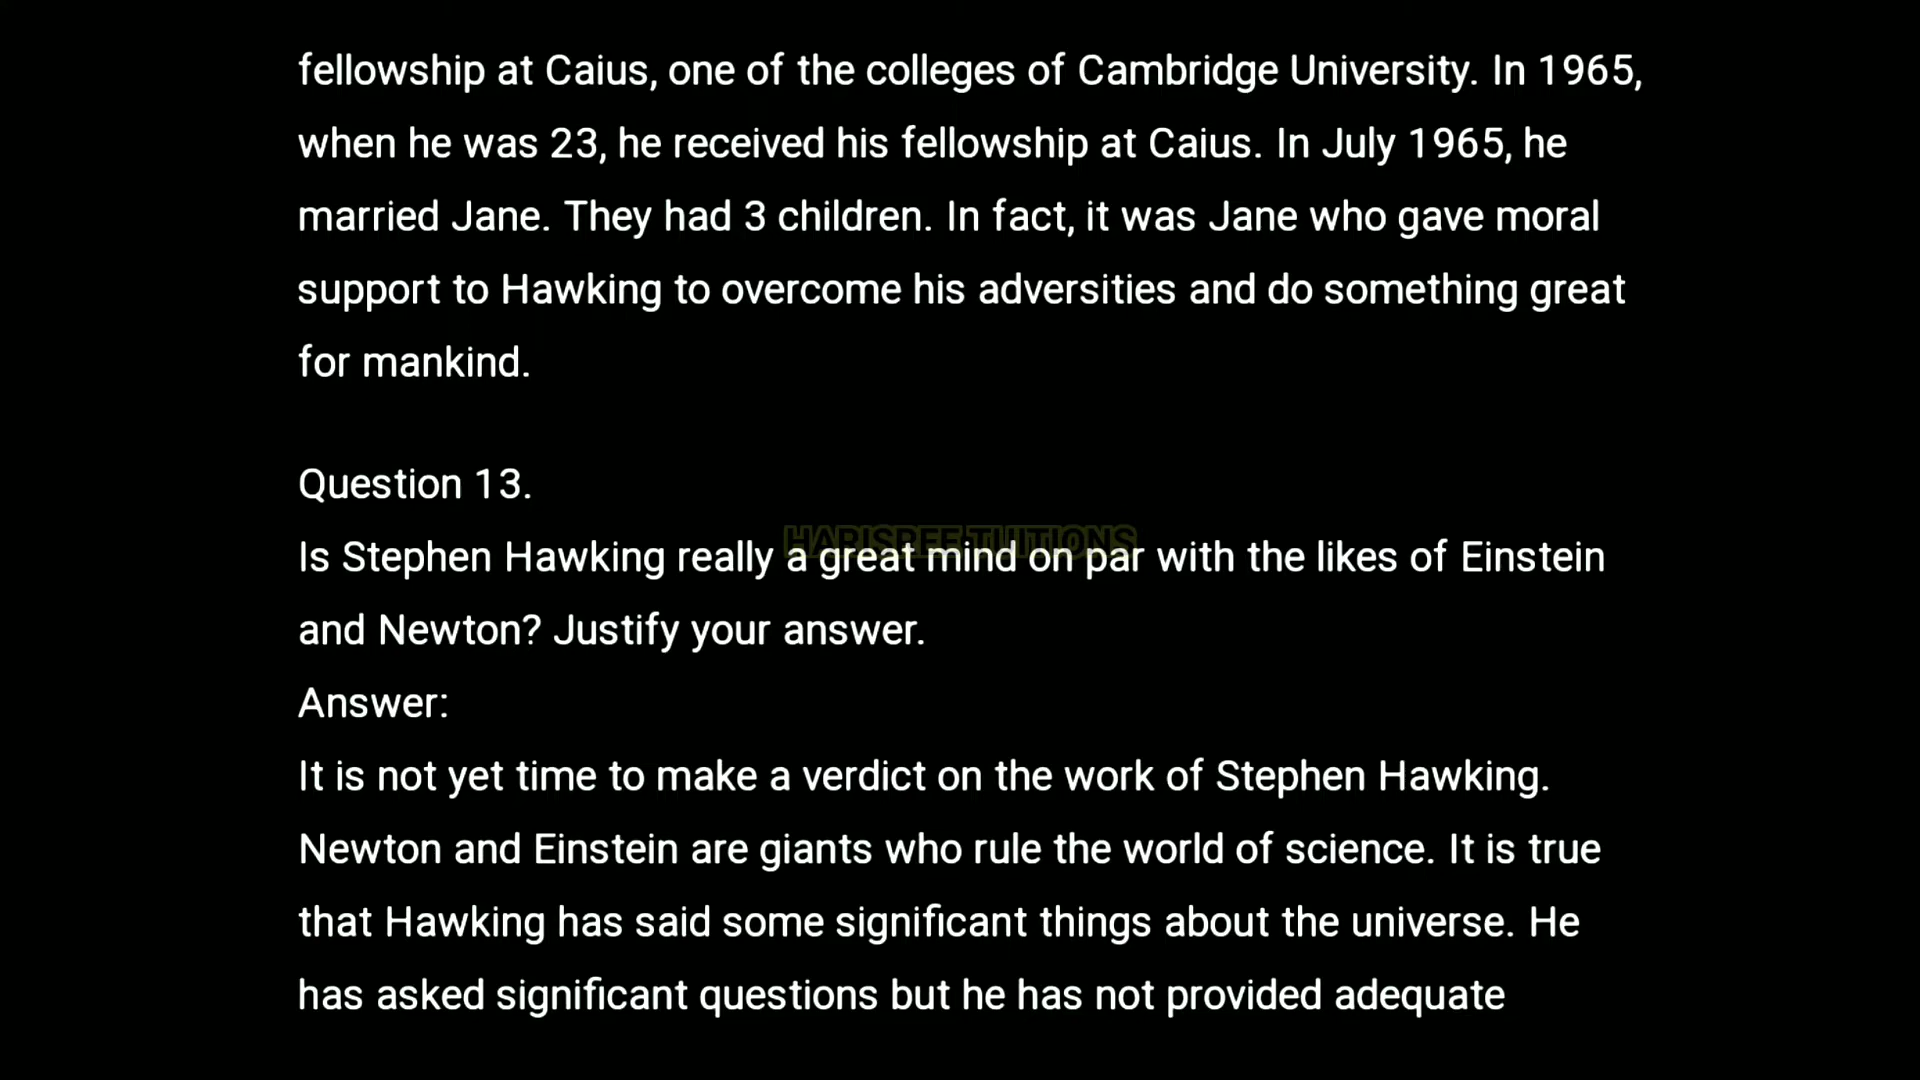 fellowship at Caius, one of the colleges of Cambridge University. In 1965,
when he was 23, he received his fellowship at Caius. In July 1965, he
married Jane. They had 3 children. In fact, it was Jane who gave moral
support to Hawking to overcome his adversities and do something great
for mankind.
Question 13.
HARISREE TUITIONS
Is Stephen Hawking really a great mind on par with the likes of Einstein
and Newton? Justify your answer.
Answer:
It is not yet time to make a verdict on the work of Stephen Hawking.
Newton and Einstein are giants who rule the world of science. It is true
that Hawking has said some significant things about the universe. He
has asked significant questions but he has not provided adequate